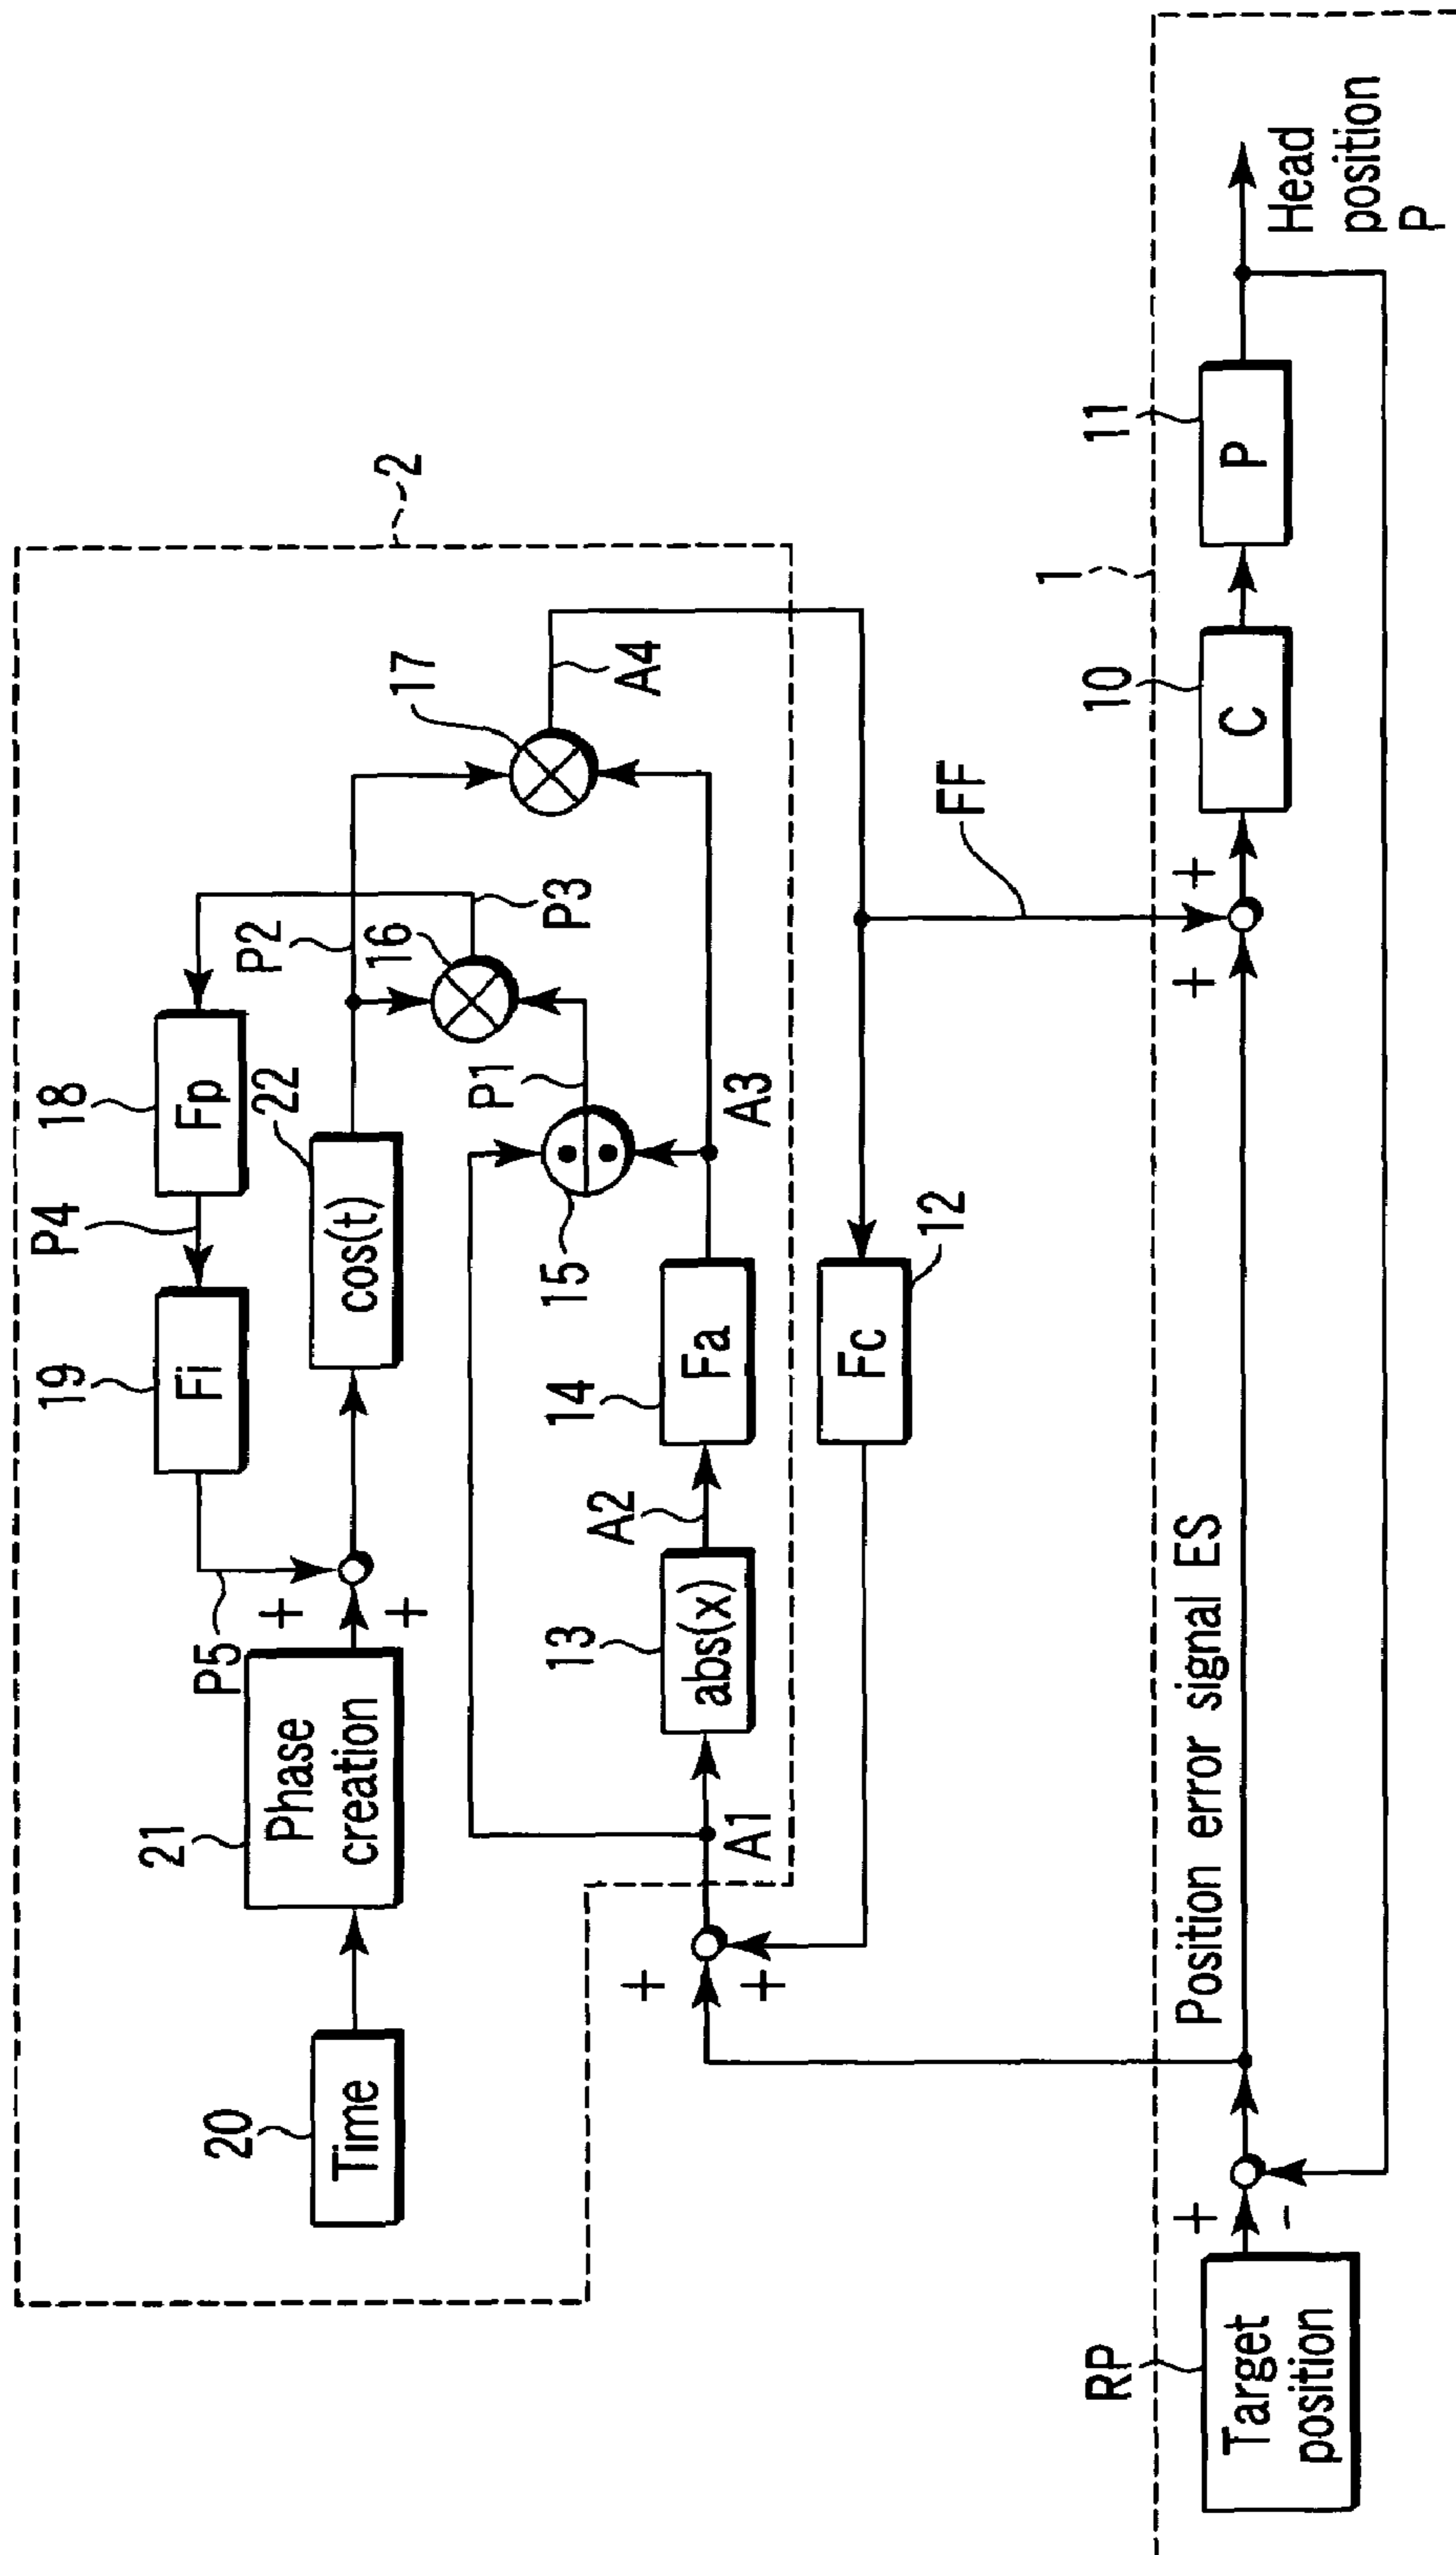 2
18
Fp
P4
19
Fi
P5
20
Time
21
Phase
creation
+
+
22
cos(t)
P2
16
P3
17
A4
P1
15
A3
14
Fa
A2
13
abs(x)
A1
+
+
12
Fc
FF
1
RP
Target
position
+
-
Position error signal ES
+
+
10
C
11
P
Head
position
P